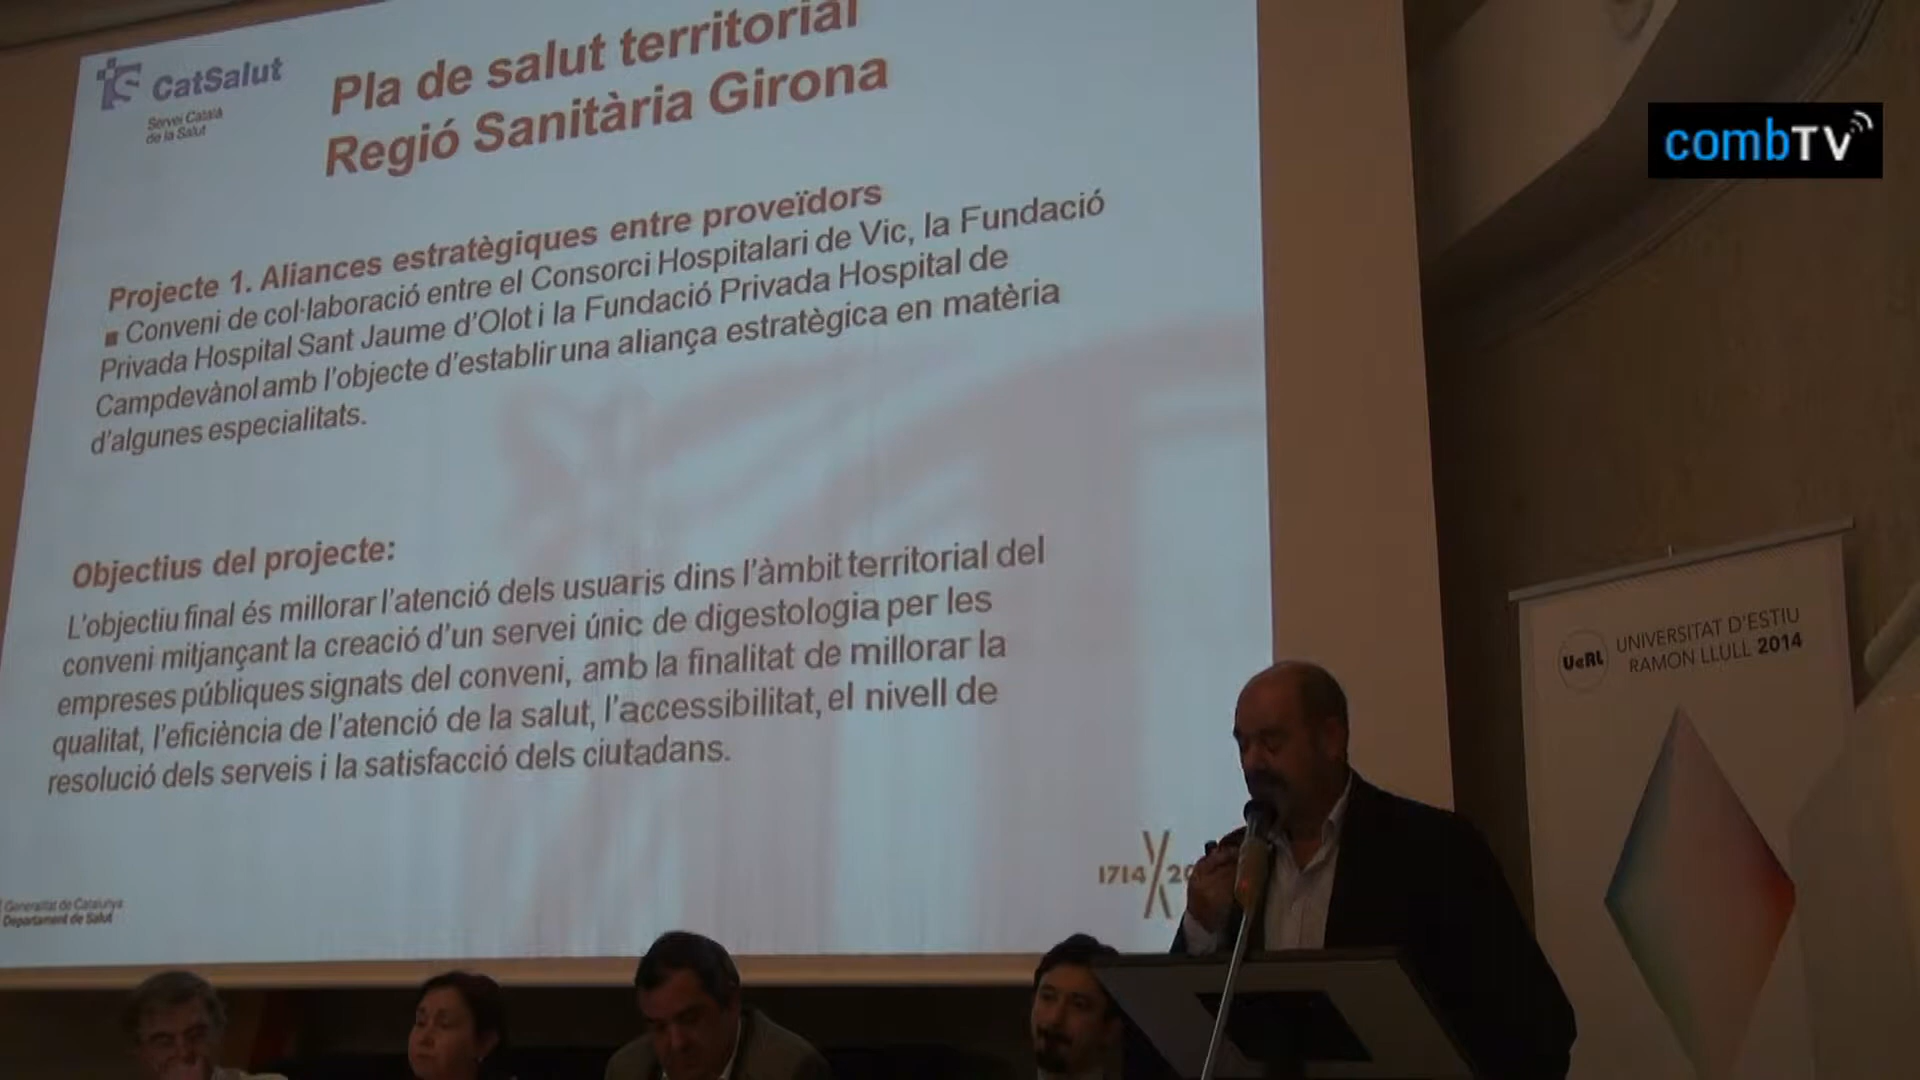 CatSalut
Servei Català
de la Salut
Pla de salut territorial
Regió Sanitària Girona
Projecte 1. Aliances estratègiques entre proveïdors
▪ Conveni de col·laboració entre el Consorci Hospitalari de Vic, la Fundació
Privada Hospital Sant Jaume d'Olot i la Fundació Privada Hospital de
Campdevànol amb l'objecte d'establir una aliança estratègica en matèria
d'algunes especialitats.
Objectius del projecte:
L'objectiu final és millorar l'atenció dels usuaris dins l'àmbit territorial del
conveni mitjançant la creació d'un servei únic de digestologia per les
empreses públiques signats del conveni, amb la finalitat de millorar la
qualitat, l'eficiència de l'atenció de la salut, l'accessibilitat, el nivell de
resolució dels serveis i la satisfacció dels ciutadans.
Generalitat de Catalunya
Departament de Salut
1714 20
combTV
UeRL
UNIVERSITAT D'ESTIU
RAMON LLULL 2014